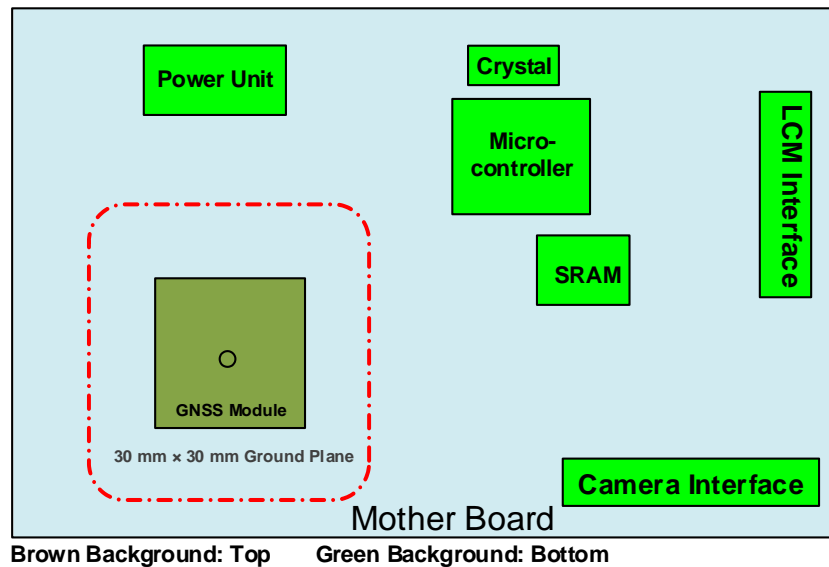 Power Unit
Crystal
Micro-
controller
LCM Interface
SRAM
GNSS Module
30 mm × 30 mm Ground Plane
Camera Interface
Mother Board
Brown Background: Top Green Background: Bottom